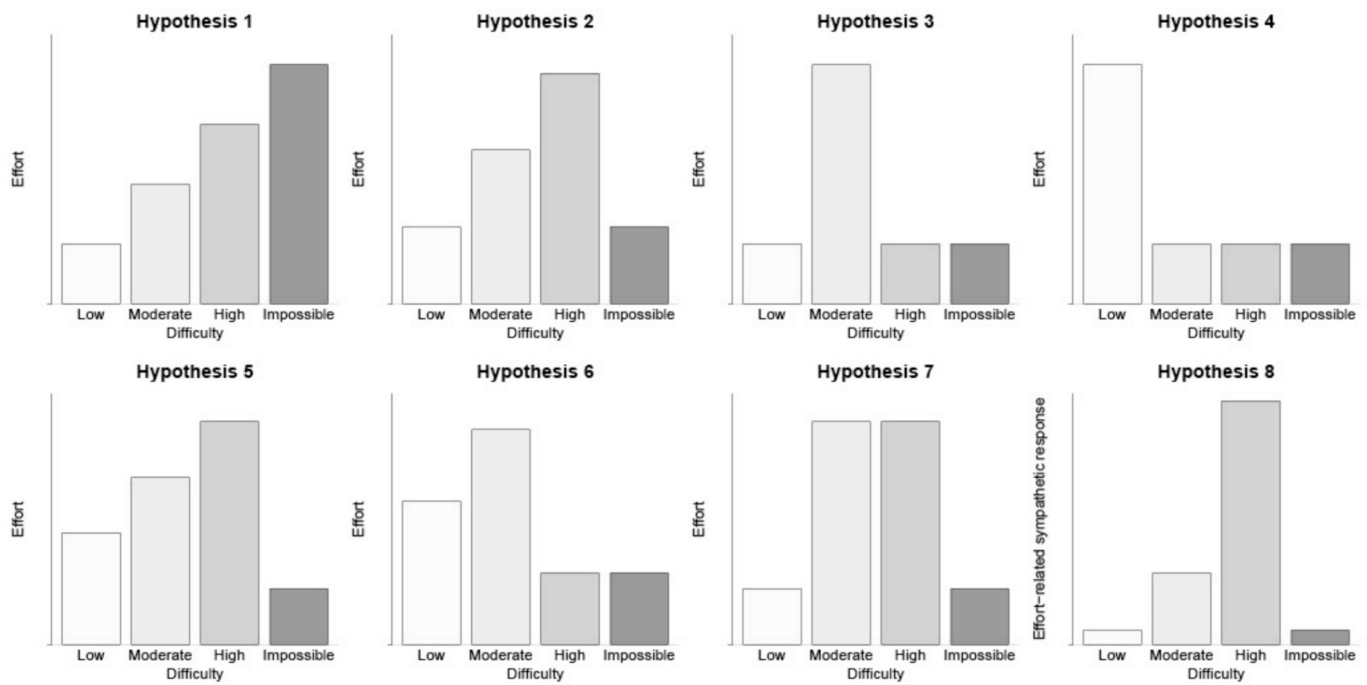 Hypothesis 1
Effort
Low Moderate High Impossible
Difficulty
Hypothesis 2
Effort
Low Moderate High Impossible
Difficulty
Hypothesis 3
Effort
Low Moderate High Impossible
Difficulty
Hypothesis 4
Effort
Low Moderate High Impossible
Difficulty
Hypothesis 5
Effort
Low Moderate High Impossible
Difficulty
Hypothesis 6
Effort
Low Moderate High Impossible
Difficulty
Hypothesis 7
Effort
Low Moderate High Impossible
Difficulty
Hypothesis 8
Effort−related sympathetic response
Low Moderate High Impossible
Difficulty